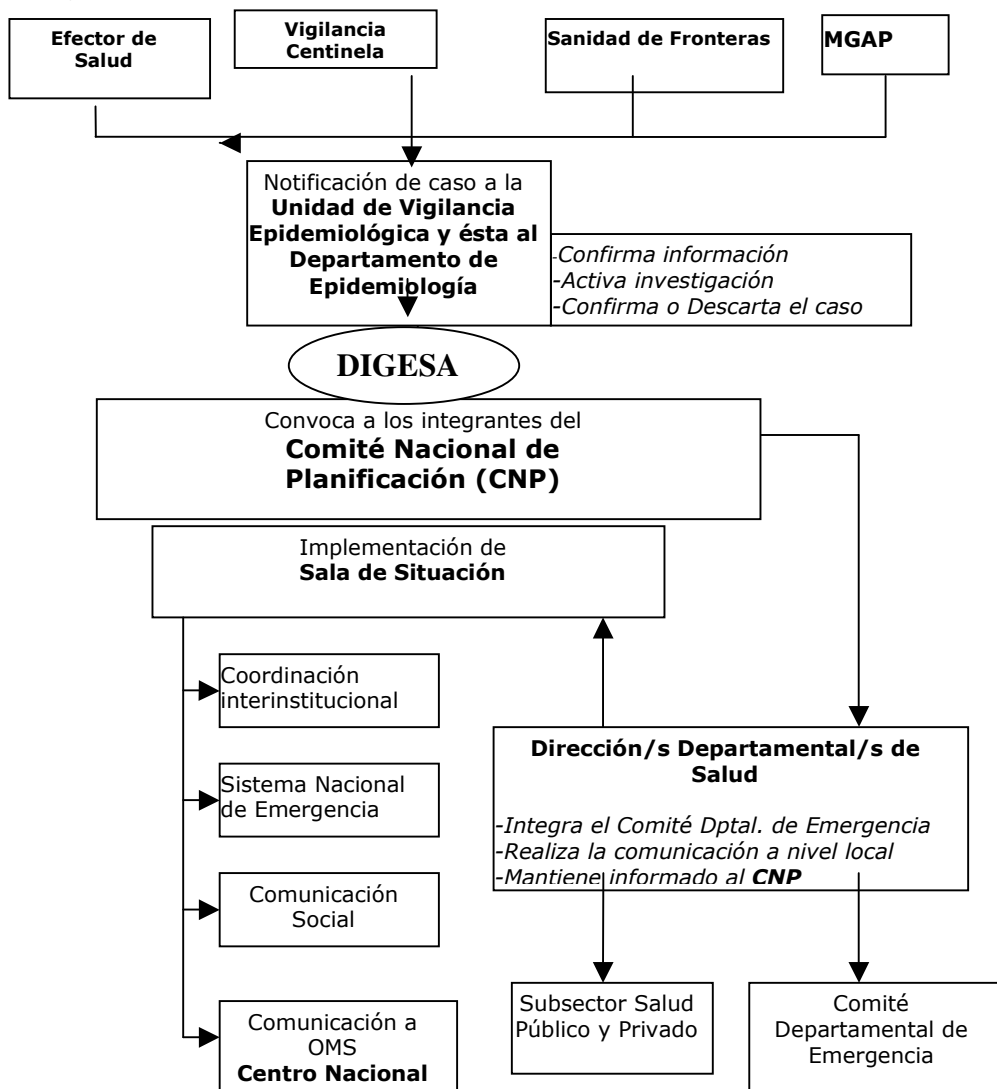 Efector de
Salud
Vigilancia
Centinela
Sanidad de Fronteras
MGAP
Notificación de caso a la
Unidad de Vigilancia
Epidemiológica y ésta al
Departamento de
Epidemiología
-Confirma información
-Activa investigación
-Confirma o Descarta el caso
DIGESA
Convoca a los integrantes del
Comité Nacional de
Planificación (CNP)
Implementación de
Sala de Situación
Coordinación
interinstitucional
Sistema Nacional
de Emergencia
Comunicación
Social
Comunicación a
OMS
Centro Nacional
Dirección/s Departamental/s de
Salud
-Integra el Comité Dptal. de Emergencia
-Realiza la comunicación a nivel local
-Mantiene informado al CNP
Subsector Salud
Público y Privado
Comité
Departamental de
Emergencia